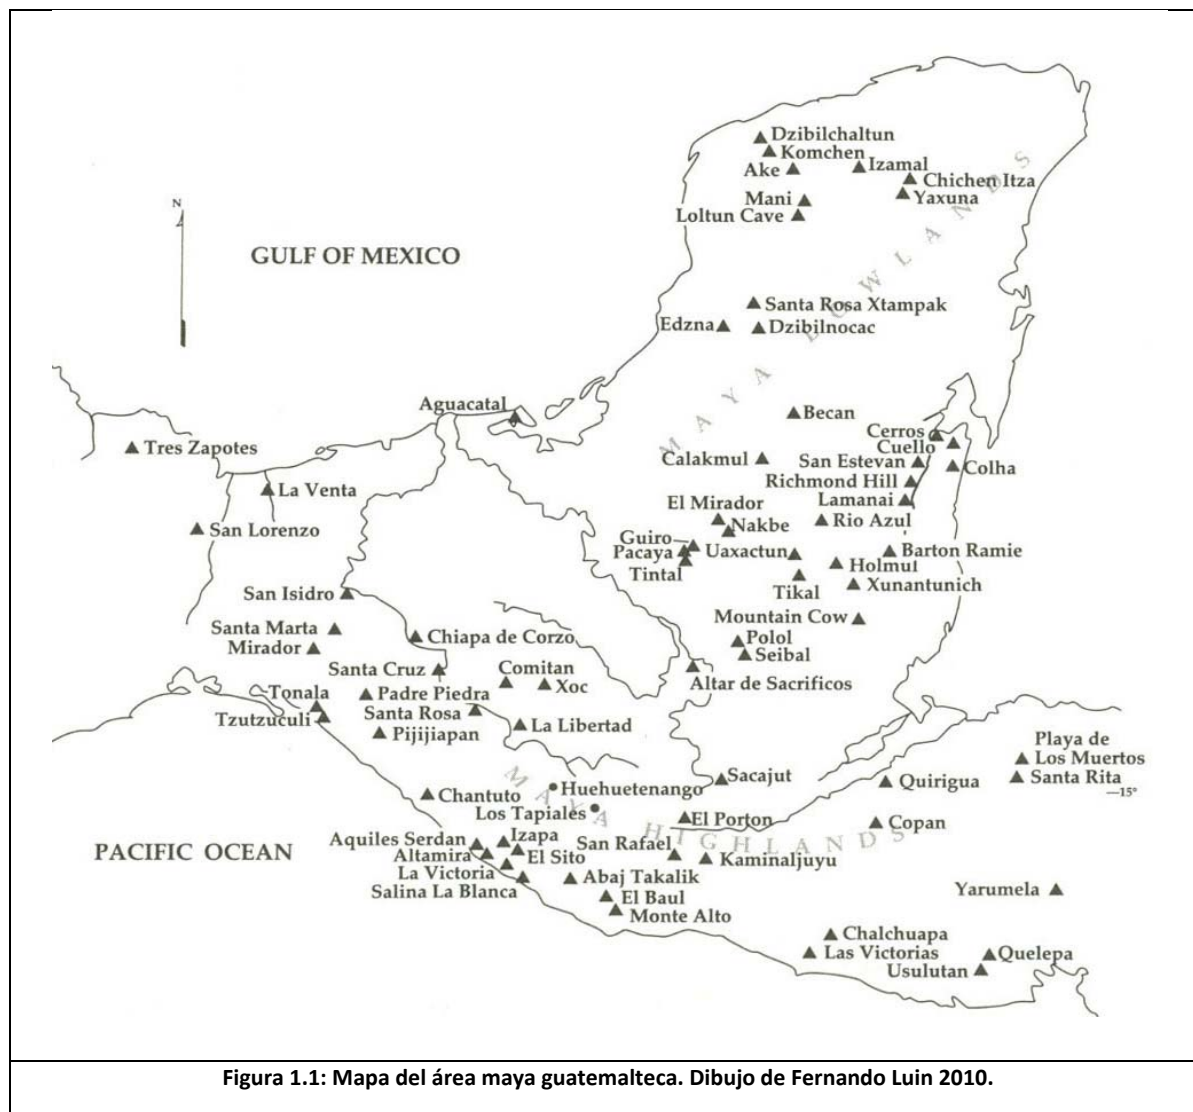 Dzibilchaltun
Komchen
Ake
Izamal
Chichen Itza
Mani
Yaxuna
Loltun Cave
N
GULF OF MEXICO
MAYA LOWLANDS
Santa Rosa Xtampak
Edzna
Dzibilnocac
Aguacatal
Becan
Tres Zapotes
Cerros
Cuello
Calakmul
San Estevan
Colha
Richmond Hill
La Venta
Lamanai
El Mirador
Rio Azul
San Lorenzo
Nakbe
Guiro
Pacaya
Uaxactun
Barton Ramie
Holmul
Tintal
Tikal
Xunantunich
San Isidro
Mountain Cow
Santa Marta
Chiapa de Corzo
Polol
Mirador
Seibal
Santa Cruz
Comitan
Altar de Sacrificos
Xoc
Tonala
Padre Piedra
Tzutzuculi
Santa Rosa
La Libertad
Pijijiapan
Playa de
Los Muertos
Sacajut
Santa Rita
Quirigua
Huehuetenango
—15°
Chantuto
MAYA HIGHLANDS
Los Tapiales
El Porton
Copan
Aquiles Serdan
Izapa
San Rafael
PACIFIC OCEAN
Altamira
El Sito
Kaminaljuyu
La Victoria
Abaj Takalik
Salina La Blanca
Yarumela
El Baul
Monte Alto
Chalchuapa
Las Victorias
Quelepa
Usulutan
Figura 1.1: Mapa del área maya guatemalteca. Dibujo de Fernando Luin 2010.